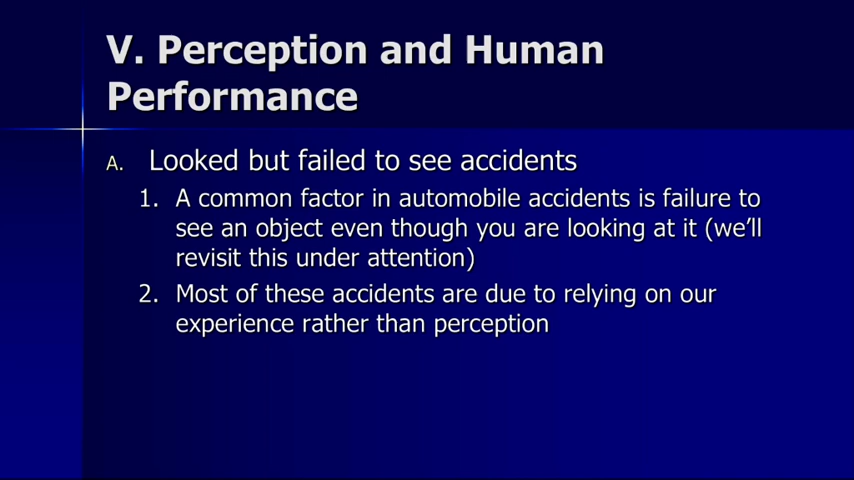 V. Perception and Human
Performance
A. Looked but failed to see accidents
1. A common factor in automobile accidents is failure to
see an object even though you are looking at it (we’ll
revisit this under attention)
2. Most of these accidents are due to relying on our
experience rather than perception